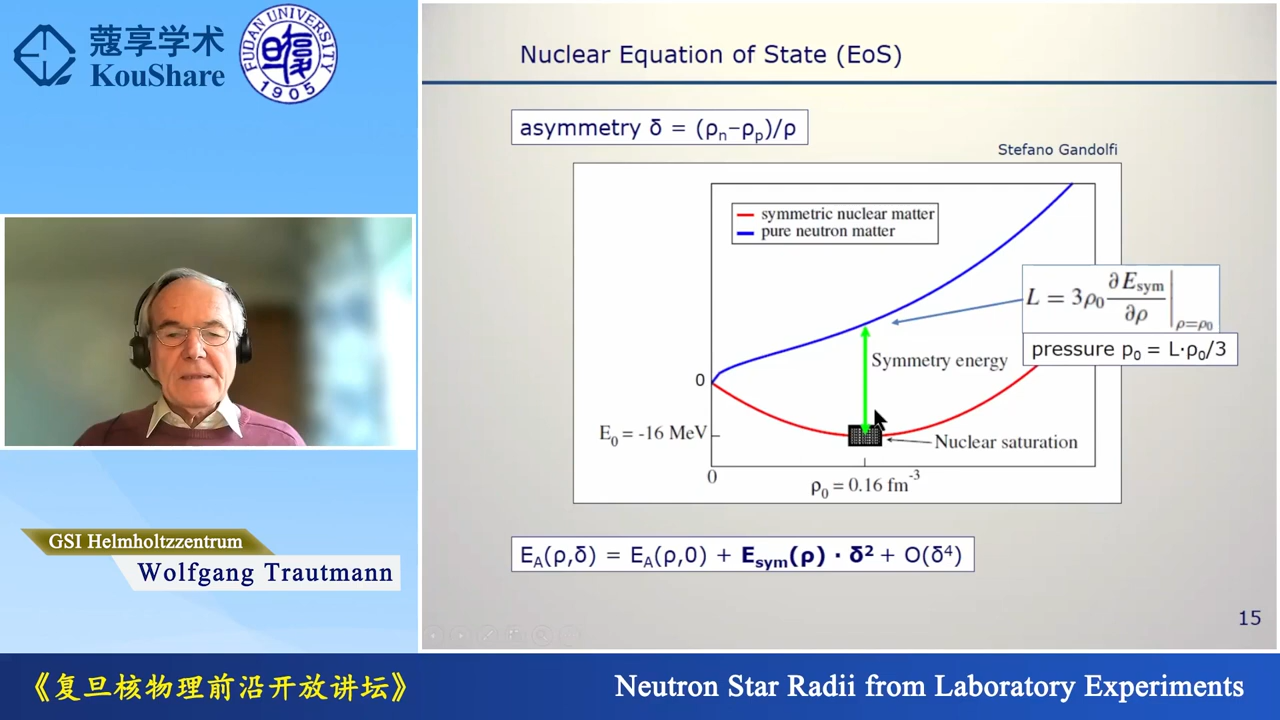 蔻享学术
KouShare
FUDAN UNIVERSITY
1905
Nuclear Equation of State (EoS)
asymmetry δ = (ρn−ρp)/ρ
Stefano Gandolfi
symmetric nuclear matter
pure neutron matter
L = 3ρ0 ∂Esym/∂ρ |ρ=ρ0
pressure p0 = L·ρ0/3
Symmetry energy
0
E0 = -16 MeV
Nuclear saturation
0
ρ0 = 0.16 fm-3
EA(ρ,δ) = EA(ρ,0) + Esym(ρ) · δ2 + O(δ4)
15
GSI Helmholtzzentrum
Wolfgang Trautmann
《复旦核物理前沿开放讲坛》
Neutron Star Radii from Laboratory Experiments